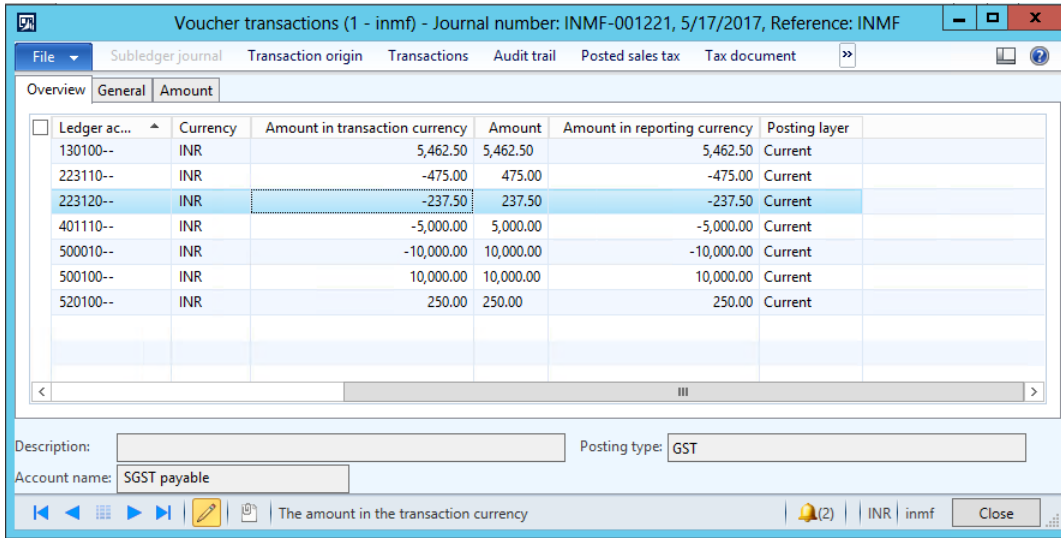 Voucher transactions (1 - inmf) - Journal number: INMF-001221, 5/17/2017, Reference: INMF
File Subledger journal Transaction origin Transactions Audit trail Posted sales tax Tax document »
Overview General Amount
Ledger ac... Currency Amount in transaction currency Amount Amount in reporting currency Posting layer
130100-- INR 5,462.50 5,462.50 5,462.50 Current
223110-- INR -475.00 475.00 -475.00 Current
223120-- INR -237.50 237.50 -237.50 Current
401110-- INR -5,000.00 5,000.00 -5,000.00 Current
500010-- INR -10,000.00 10,000.00 -10,000.00 Current
500100-- INR 10,000.00 10,000.00 10,000.00 Current
520100-- INR 250.00 250.00 250.00 Current
Description: Posting type: GST
Account name: SGST payable
The amount in the transaction currency (2) INR inmf Close